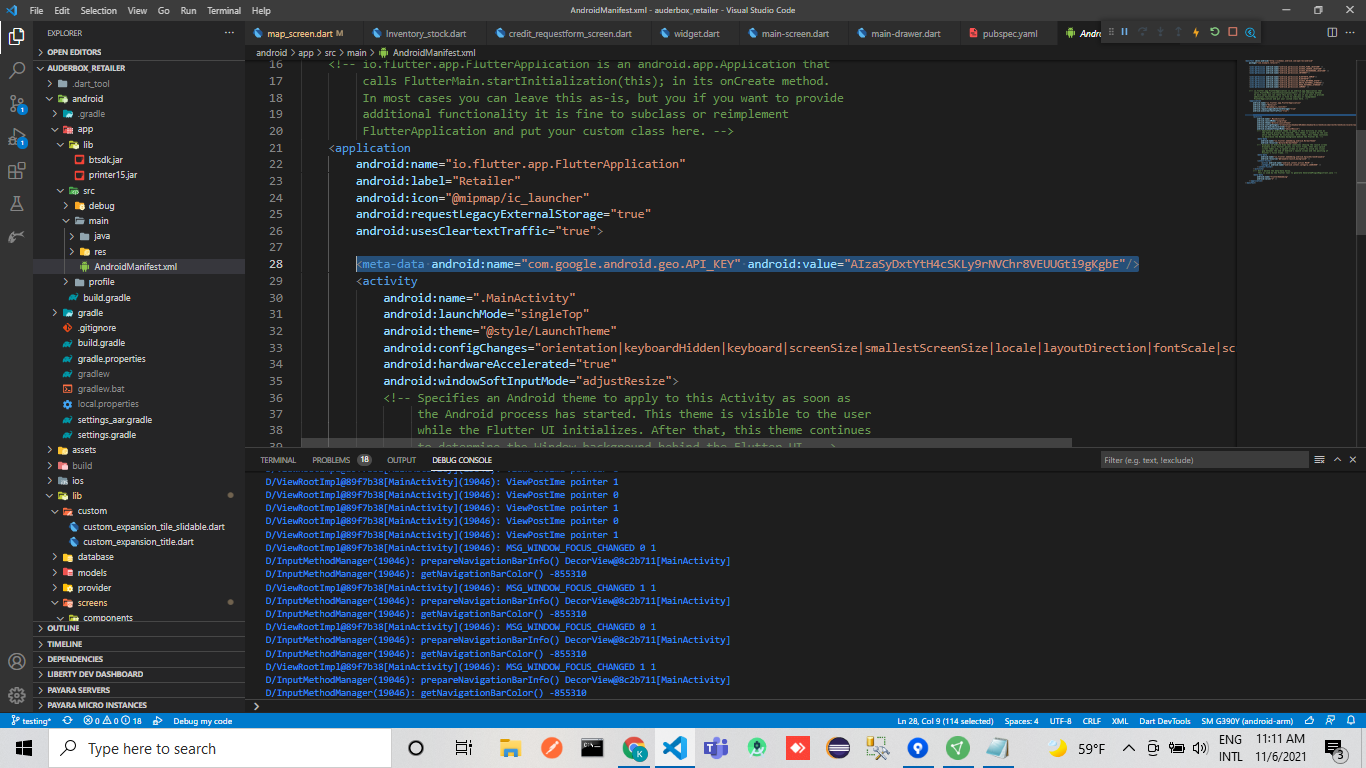 File Edit Selection View Go Run Terminal Help
AndroidManifest.xml - auderbox_retailer - Visual Studio Code
EXPLORER
OPEN EDITORS
AUDERBOX_RETAILER
.dart_tool
android
.gradle
app
lib
btsdk.jar
printer15.jar
src
debug
main
java
res
AndroidManifest.xml
profile
build.gradle
gradle
.gitignore
build.gradle
gradle.properties
gradlew
gradlew.bat
local.properties
settings_aar.gradle
settings.gradle
assets
build
ios
lib
custom
custom_expansion_tile_slidable.dart
custom_expansion_title.dart
database
models
provider
screens
components
OUTLINE
TIMELINE
DEPENDENCIES
LIBERTY DEV DASHBOARD
PAYARA SERVERS
PAYARA MICRO INSTANCES
map_screen.dart M Inventory_stock.dart credit_requestform_screen.dart widget.dart main-screen.dart main-drawer.dart pubspec.yaml
android > app > src > main > AndroidManifest.xml
16 <!-- io.flutter.app.FlutterApplication is an android.app.Application that
17 calls FlutterMain.startInitialization(this); in its onCreate method.
18 In most cases you can leave this as-is, but you if you want to provide
19 additional functionality it is fine to subclass or reimplement
20 FlutterApplication and put your custom class here. -->
21 <application
22 android:name="io.flutter.app.FlutterApplication"
23 android:label="Retailer"
24 android:icon="@mipmap/ic_launcher"
25 android:requestLegacyExternalStorage="true"
26 android:usesCleartextTraffic="true">
27
28 <meta-data android:name="com.google.android.geo.API_KEY" android:value="AIzaSyDxtYtH4cSKLy9rNVChr8VEUUGti9gKgbE"/>
29 <activity
30 android:name=".MainActivity"
31 android:launchMode="singleTop"
32 android:theme="@style/LaunchTheme"
33 android:configChanges="orientation|keyboardHidden|keyboard|screenSize|smallestScreenSize|locale|layoutDirection|fontScale|sc
34 android:hardwareAccelerated="true"
35 android:windowSoftInputMode="adjustResize">
36 <!-- Specifies an Android theme to apply to this Activity as soon as
37 the Android process has started. This theme is visible to the user
38 while the Flutter UI initializes. After that, this theme continues
39 to determine the Window background behind the Flutter UI. -->
TERMINAL PROBLEMS 18 OUTPUT DEBUG CONSOLE
Filter (e.g. text, !exclude)
D/ViewRootImpl@89f7b38[MainActivity](19046): ViewPostIme pointer 1
D/ViewRootImpl@89f7b38[MainActivity](19046): ViewPostIme pointer 1
D/ViewRootImpl@89f7b38[MainActivity](19046): ViewPostIme pointer 0
D/ViewRootImpl@89f7b38[MainActivity](19046): ViewPostIme pointer 1
D/ViewRootImpl@89f7b38[MainActivity](19046): ViewPostIme pointer 0
D/ViewRootImpl@89f7b38[MainActivity](19046): ViewPostIme pointer 1
D/ViewRootImpl@89f7b38[MainActivity](19046): MSG_WINDOW_FOCUS_CHANGED 0 1
D/InputMethodManager(19046): prepareNavigationBarInfo() DecorView@8c2b711[MainActivity]
D/InputMethodManager(19046): getNavigationBarColor() -855310
D/ViewRootImpl@89f7b38[MainActivity](19046): MSG_WINDOW_FOCUS_CHANGED 1 1
D/InputMethodManager(19046): prepareNavigationBarInfo() DecorView@8c2b711[MainActivity]
D/InputMethodManager(19046): getNavigationBarColor() -855310
D/ViewRootImpl@89f7b38[MainActivity](19046): MSG_WINDOW_FOCUS_CHANGED 0 1
D/InputMethodManager(19046): prepareNavigationBarInfo() DecorView@8c2b711[MainActivity]
D/InputMethodManager(19046): getNavigationBarColor() -855310
D/ViewRootImpl@89f7b38[MainActivity](19046): MSG_WINDOW_FOCUS_CHANGED 1 1
D/InputMethodManager(19046): prepareNavigationBarInfo() DecorView@8c2b711[MainActivity]
D/InputMethodManager(19046): getNavigationBarColor() -855310
testing* 0 0 18 Debug my code
Ln 28, Col 9 (114 selected) Spaces: 4 UTF-8 CRLF XML Dart DevTools SM G390Y (android-arm)
Type here to search
59°F
ENG
INTL
11:11 AM
11/6/2021
3